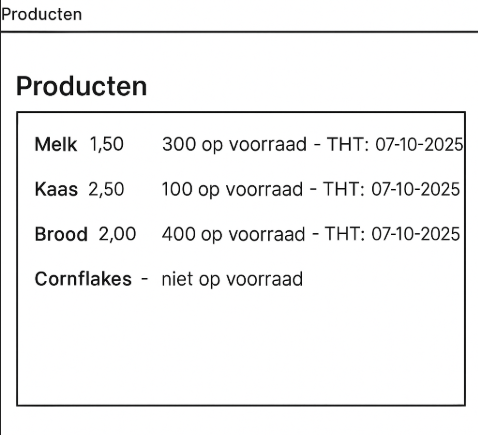 Producten
Producten
Melk 1,50 300 op voorraad - THT: 07-10-2025
Kaas 2,50 100 op voorraad - THT: 07-10-2025
Brood 2,00 400 op voorraad - THT: 07-10-2025
Cornflakes - niet op voorraad